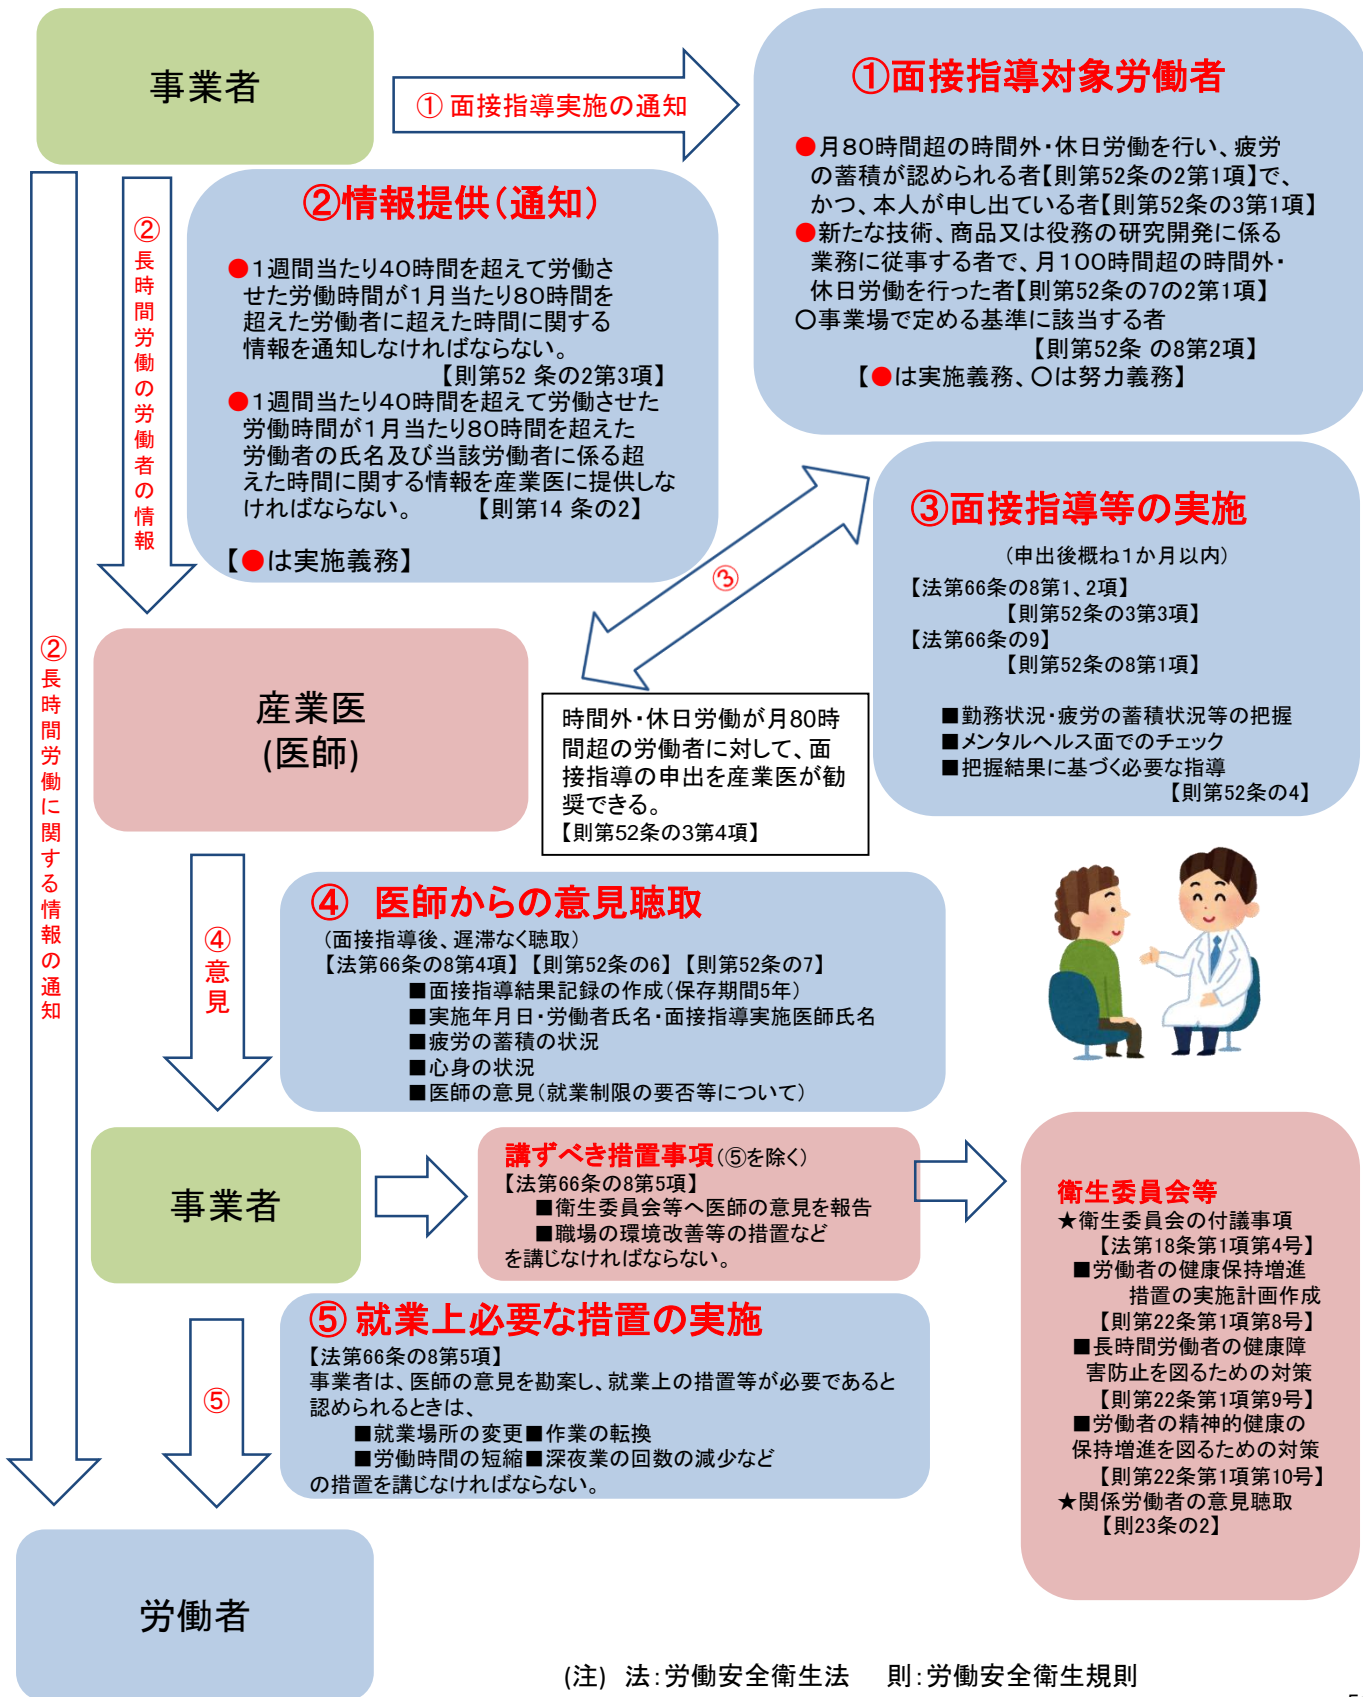 事業者
① 面接指導実施の通知
①面接指導対象労働者
●月80時間超の時間外・休日労働を行い、疲労
の蓄積が認められる者【則第52条の2第1項】で、
かつ、本人が申し出ている者【則第52条の3第1項】
●新たな技術、商品又は役務の研究開発に係る
業務に従事する者で、月100時間超の時間外・
休日労働を行った者【則第52条の7の2第1項】
○事業場で定める基準に該当する者
【則第52条 の8第2項】
【●は実施義務、○は努力義務】
②長時間労働の労働者の情報
②情報提供(通知)
●1週間当たり40時間を超えて労働さ
せた労働時間が1月当たり80時間を
超えた労働者に超えた時間に関する
情報を通知しなければならない。
【則第52 条の2第3項】
●1週間当たり40時間を超えて労働させた
労働時間が1月当たり80時間を超えた
労働者の氏名及び当該労働者に係る超
えた時間に関する情報を産業医に提供しな
ければならない。 【則第14 条の2】
【●は実施義務】
②長時間労働に関する情報の通知
③
③面接指導等の実施
(申出後概ね1か月以内)
【法第66条の8第1、2項】
【則第52条の3第3項】
【法第66条の9】
【則第52条の8第1項】
■勤務状況・疲労の蓄積状況等の把握
■メンタルヘルス面でのチェック
■把握結果に基づく必要な指導
【則第52条の4】
産業医
(医師)
時間外・休日労働が月80時
間超の労働者に対して、面
接指導の申出を産業医が勧
奨できる。
【則第52条の3第4項】
④意見
④ 医師からの意見聴取
(面接指導後、遅滞なく聴取)
【法第66条の8第4項】【則第52条の6】【則第52条の7】
■面接指導結果記録の作成(保存期間5年)
■実施年月日・労働者氏名・面接指導実施医師氏名
■疲労の蓄積の状況
■心身の状況
■医師の意見(就業制限の要否等について)
事業者
講ずべき措置事項(⑤を除く)
【法第66条の8第5項】
■衛生委員会等へ医師の意見を報告
■職場の環境改善等の措置など
を講じなければならない。
衛生委員会等
★衛生委員会の付議事項
【法第18条第1項第4号】
■労働者の健康保持増進
措置の実施計画作成
【則第22条第1項第8号】
■長時間労働者の健康障
害防止を図るための対策
【則第22条第1項第9号】
■労働者の精神的健康の
保持増進を図るための対策
【則第22条第1項第10号】
★関係労働者の意見聴取
【則23条の2】
⑤
⑤ 就業上必要な措置の実施
【法第66条の8第5項】
事業者は、医師の意見を勘案し、就業上の措置等が必要であると
認められるときは、
■就業場所の変更■作業の転換
■労働時間の短縮■深夜業の回数の減少など
の措置を講じなければならない。
労働者
(注) 法:労働安全衛生法 則:労働安全衛生規則